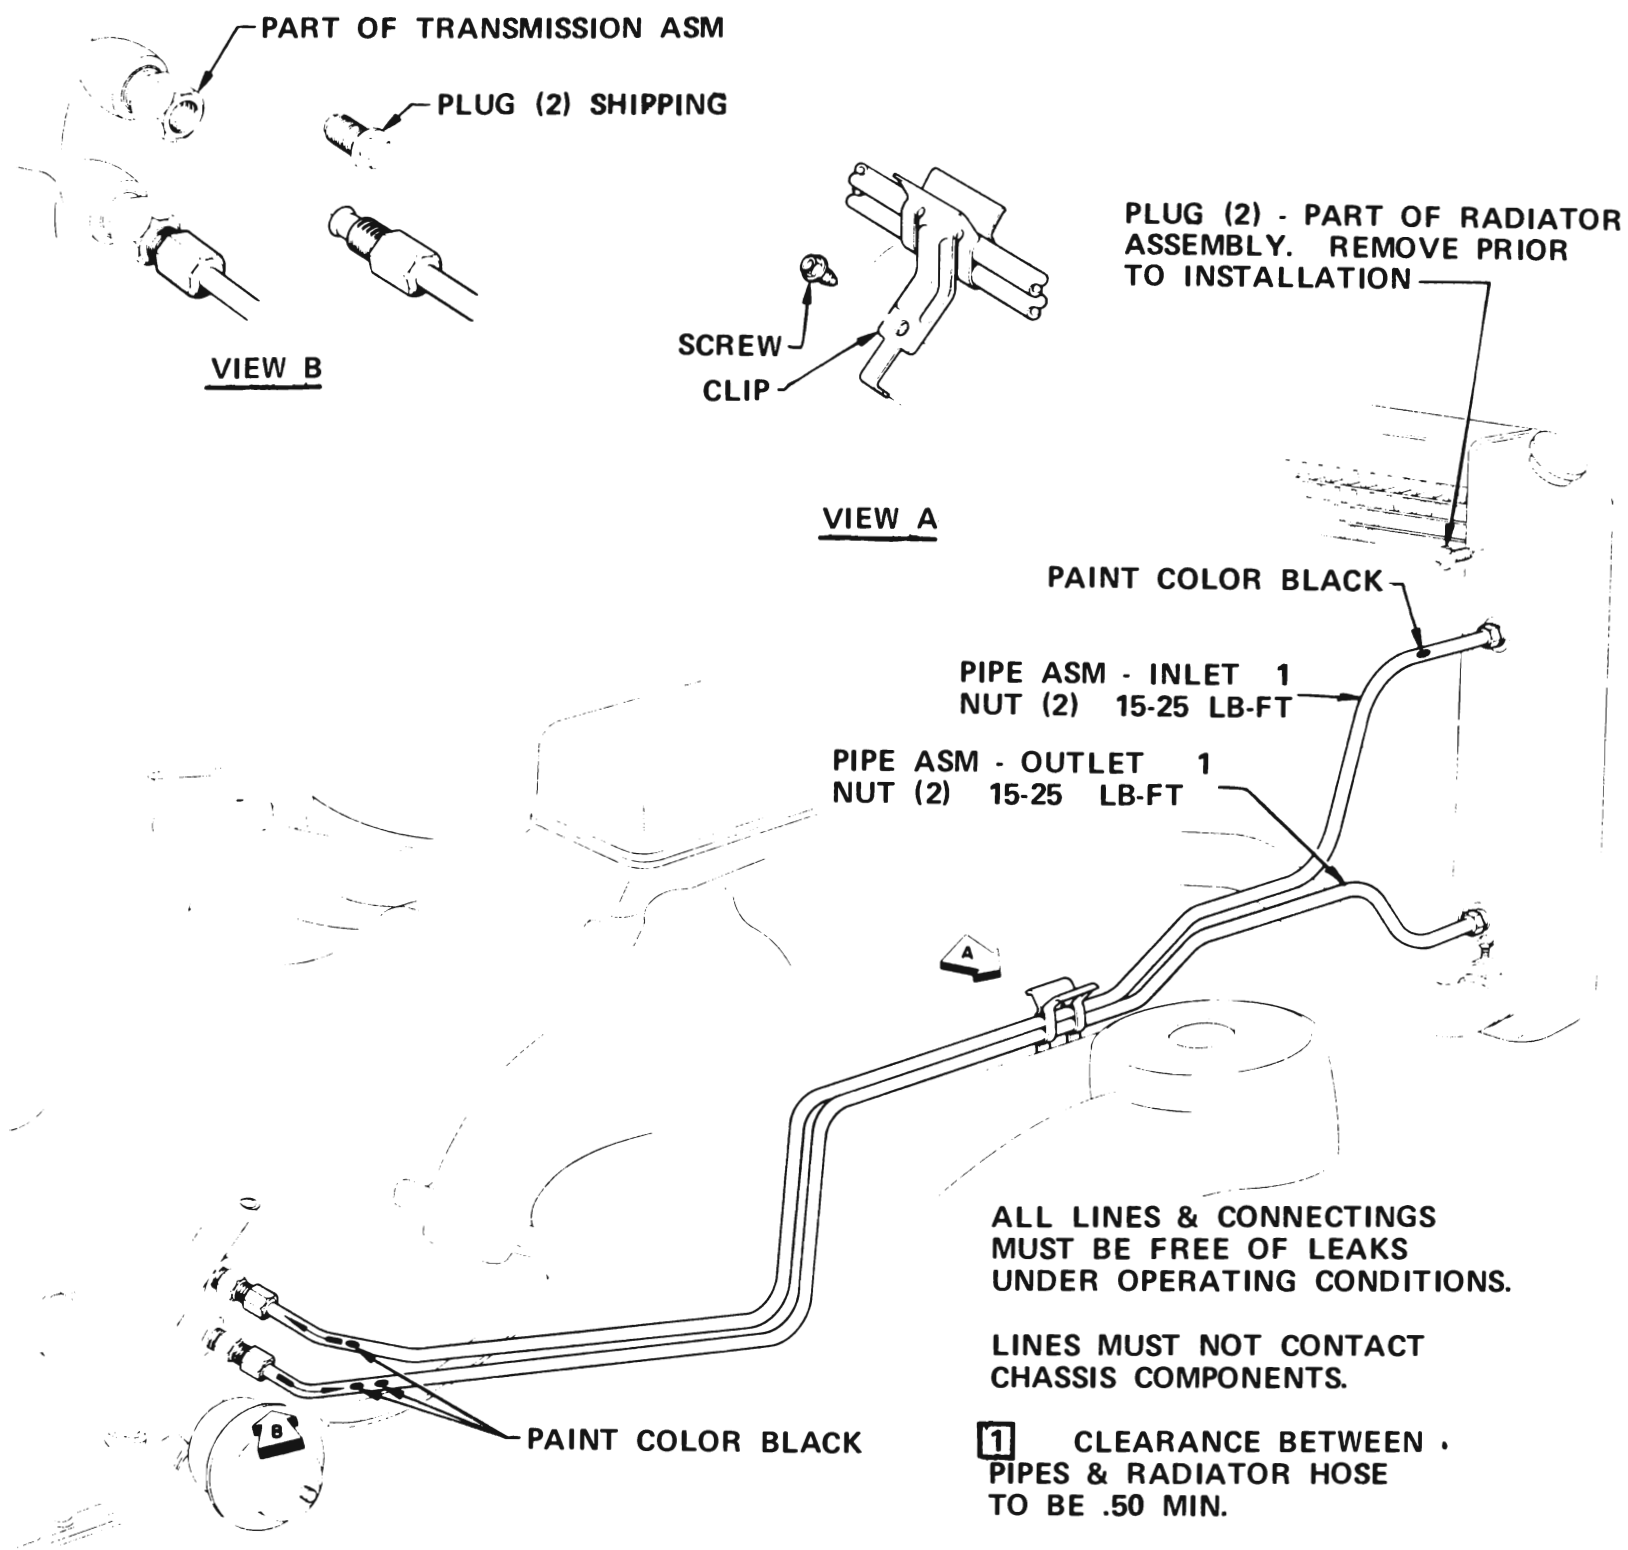 PART OF TRANSMISSION ASM
PLUG (2) SHIPPING
VIEW B
SCREW
CLIP
VIEW A
PLUG (2) - PART OF RADIATOR
ASSEMBLY. REMOVE PRIOR
TO INSTALLATION
PAINT COLOR BLACK
PIPE ASM - INLET 1
NUT (2) 15-25 LB-FT
PIPE ASM - OUTLET 1
NUT (2) 15-25 LB-FT
A
B
PAINT COLOR BLACK
ALL LINES & CONNECTINGS
MUST BE FREE OF LEAKS
UNDER OPERATING CONDITIONS.
LINES MUST NOT CONTACT
CHASSIS COMPONENTS.
1 CLEARANCE BETWEEN
PIPES & RADIATOR HOSE
TO BE .50 MIN.